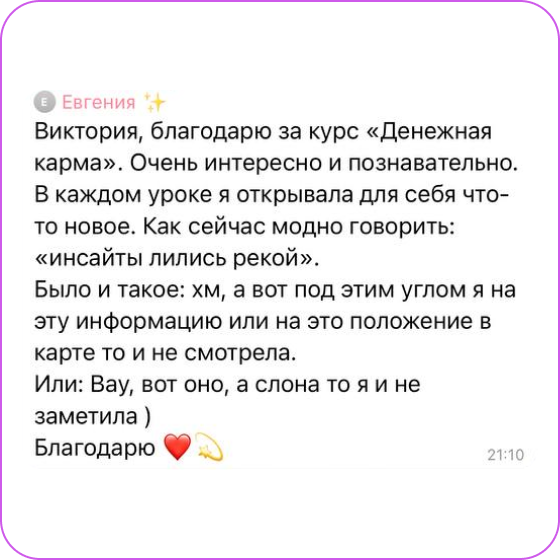 E Евгения ✨
Виктория, благодарю за курс «Денежная
карма». Очень интересно и познавательно.
В каждом уроке я открывала для себя что-
то новое. Как сейчас модно говорить:
«инсайты лились рекой».
Было и такое: хм, а вот под этим углом я на
эту информацию или на это положение в
карте то и не смотрела.
Или: Вау, вот оно, а слона то я и не
заметила )
Благодарю ❤️💫
21:10